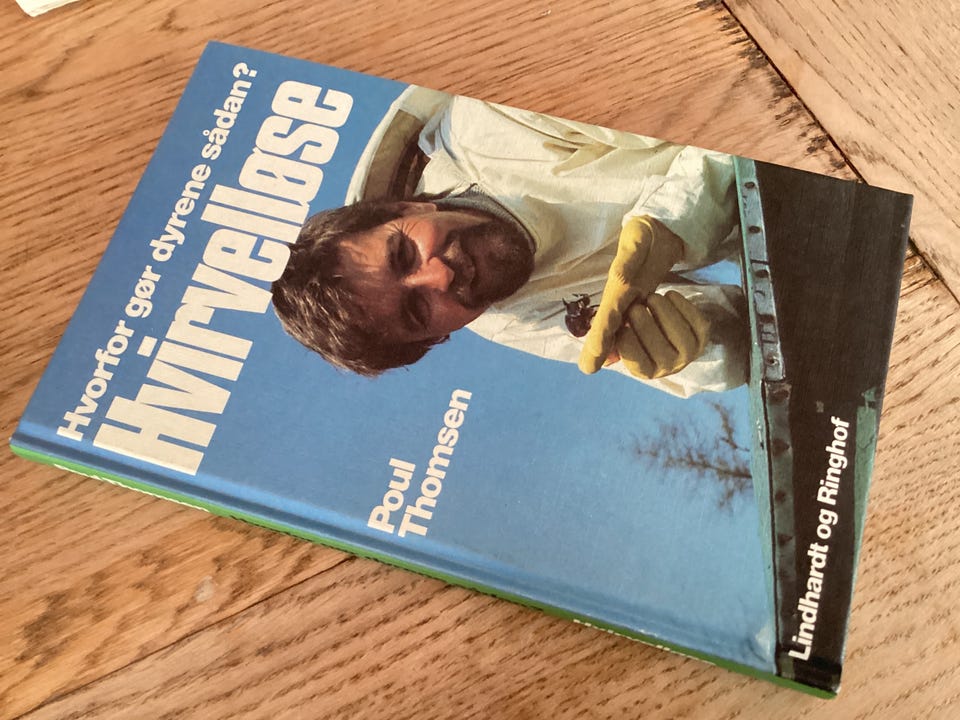 Hvorfor gør dyrene sådan?
Hvirvelløse
Poul
Thomsen
Lindhardt og Ringhof